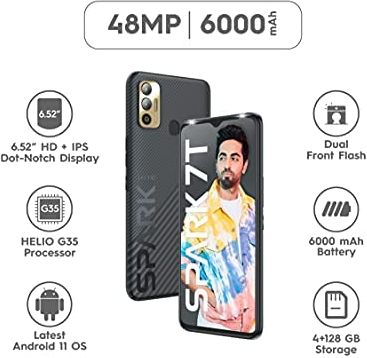 48MP | 6000 mAh
6.52"
6.52” HD + IPS
Dot-Notch Display
G35
HELIO G35
Processor
Latest
Android 11 OS
SPARK
SPARK 7T
Dual
Front Flash
6000 mAh
Battery
4+128 GB
Storage